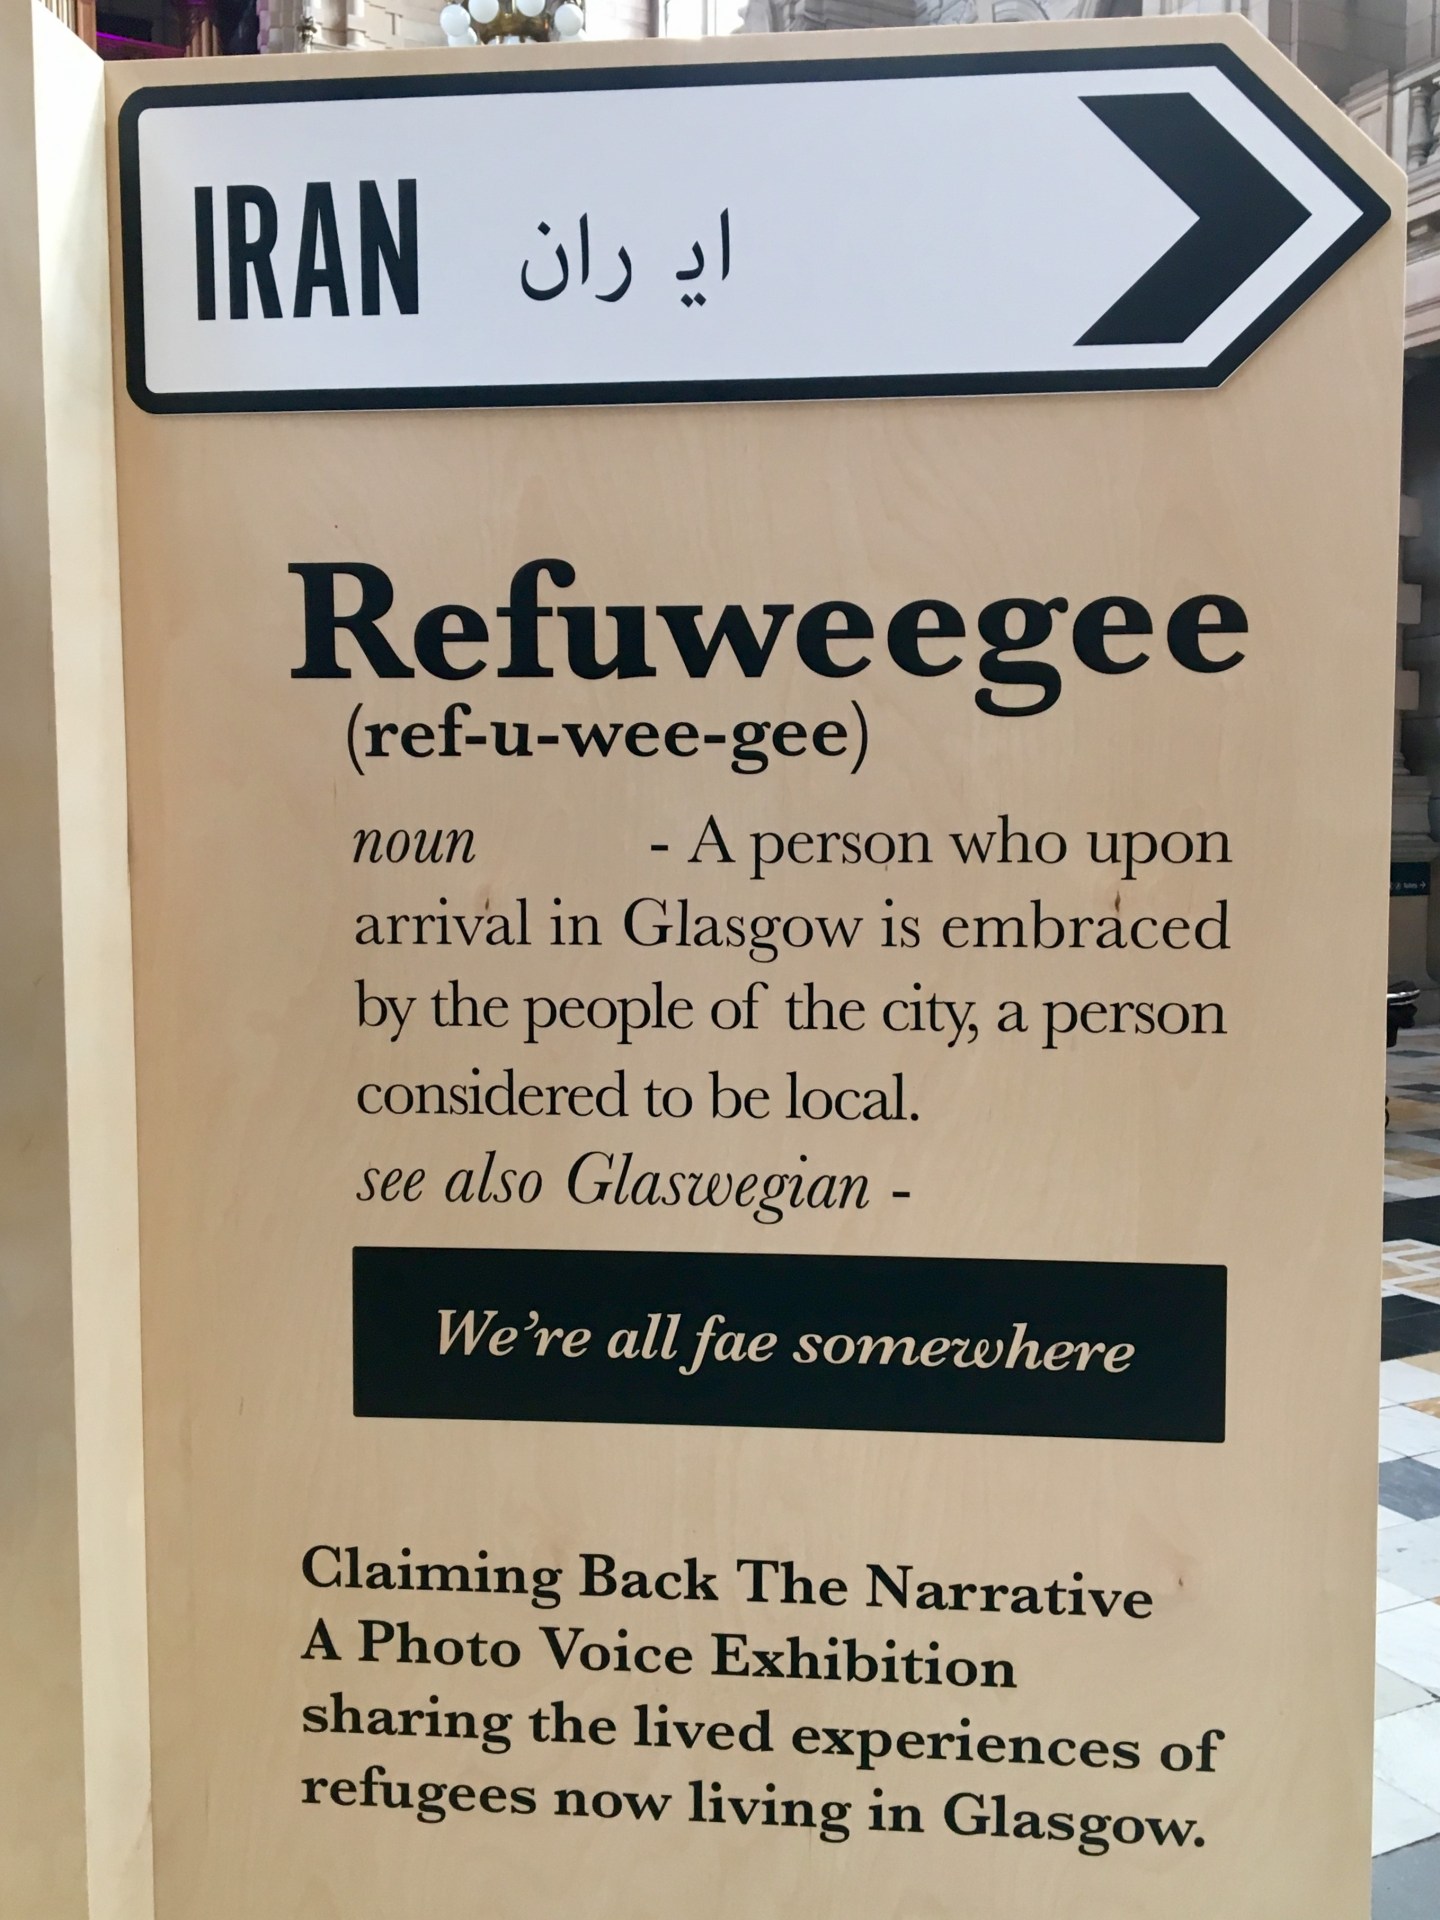 IRAN ايـ ران
Refuweegee
(ref-u-wee-gee)
noun - A person who upon
arrival in Glasgow is embraced
by the people of the city, a person
considered to be local.
see also Glaswegian -
We're all fae somewhere
Claiming Back The Narrative
A Photo Voice Exhibition
sharing the lived experiences of
refugees now living in Glasgow.